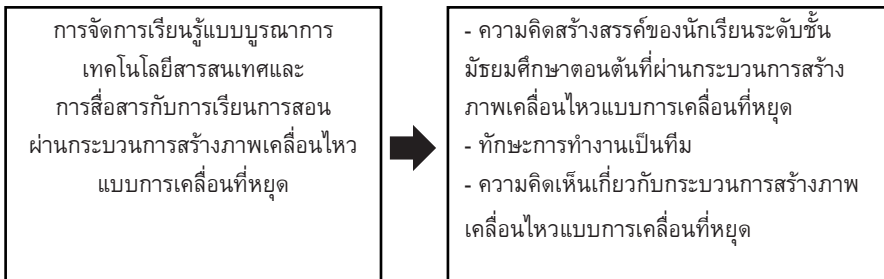 การจัดการเรียนรู้แบบบูรณาการ
เทคโนโลยีสารสนเทศและ
การสื่อสารกับการเรียนการสอน
ผ่านกระบวนการสร้างภาพเคลื่อนไหว
แบบการเคลื่อนที่หยุด
- ความคิดสร้างสรรค์ของนักเรียนระดับชั้น
มัธยมศึกษาตอนต้นที่ผ่านกระบวนการสร้าง
ภาพเคลื่อนไหวแบบการเคลื่อนที่หยุด
- ทักษะการทำงานเป็นทีม
- ความคิดเห็นเกี่ยวกับกระบวนการสร้างภาพ
เคลื่อนไหวแบบการเคลื่อนที่หยุด